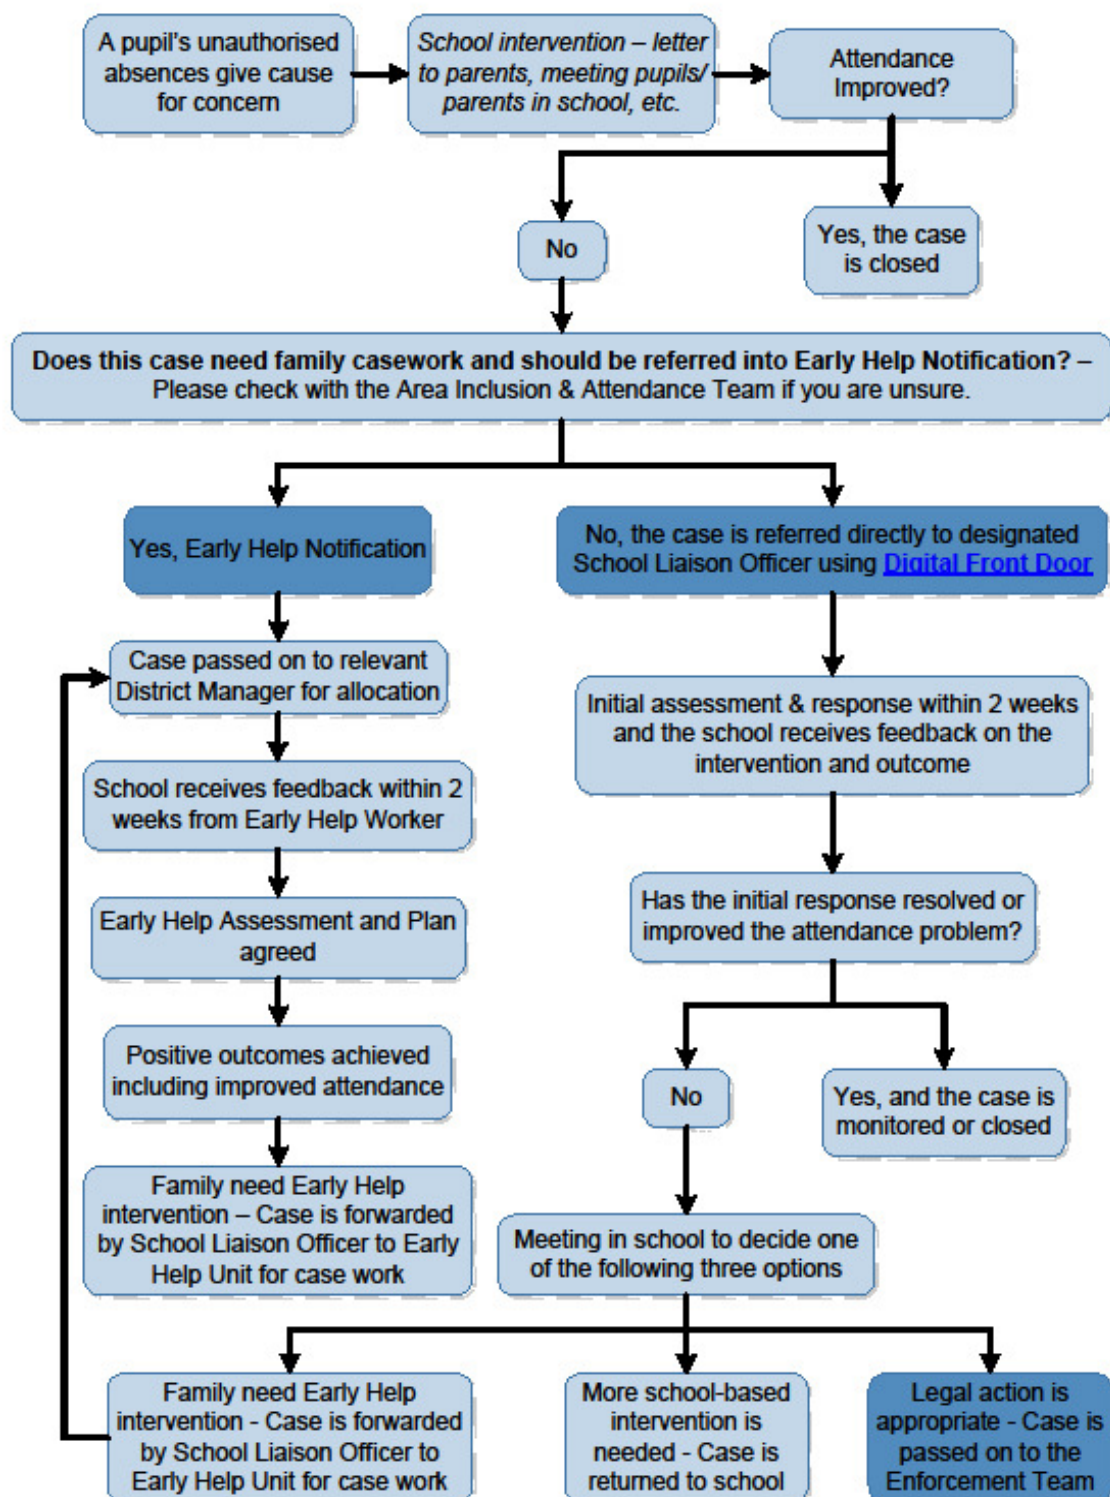 A pupil's unauthorised
absences give cause
for concern
School intervention – letter
to parents, meeting pupils/
parents in school, etc.
Attendance
Improved?
No
Yes, the case
is closed
Does this case need family casework and should be referred into Early Help Notification? –
Please check with the Area Inclusion & Attendance Team if you are unsure.
Yes, Early Help Notification
No, the case is referred directly to designated
School Liaison Officer using Digital Front Door
Case passed on to relevant
District Manager for allocation
Initial assessment & response within 2 weeks
and the school receives feedback on the
intervention and outcome
School receives feedback within 2
weeks from Early Help Worker
Has the initial response resolved or
improved the attendance problem?
Early Help Assessment and Plan
agreed
Positive outcomes achieved
including improved attendance
No
Yes, and the case is
monitored or closed
Family need Early Help
intervention – Case is forwarded
by School Liaison Officer to Early
Help Unit for case work
Meeting in school to decide one
of the following three options
Family need Early Help
intervention - Case is forwarded
by School Liaison Officer to
Early Help Unit for case work
More school-based
intervention is
needed - Case is
returned to school
Legal action is
appropriate - Case is
passed on to the
Enforcement Team